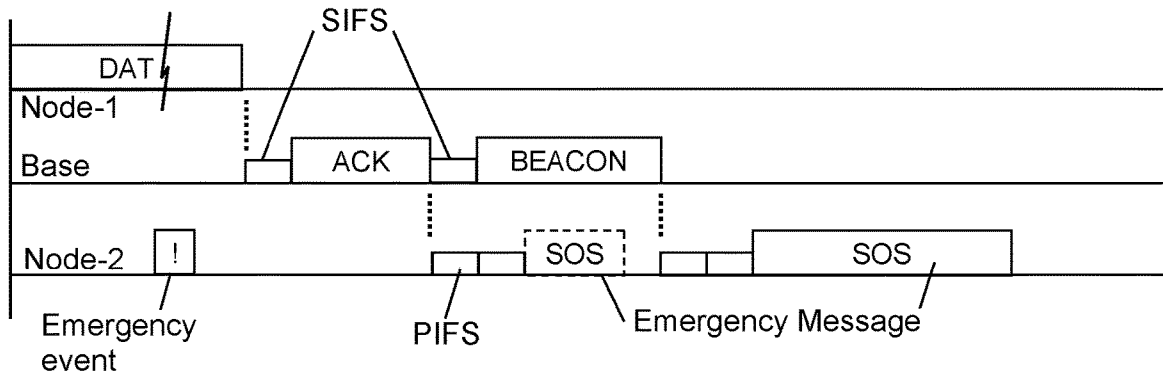 SIFS
DAT
Node-1
Base
ACK
BEACON
Node-2
!
SOS
SOS
Emergency
event
PIFS
Emergency Message